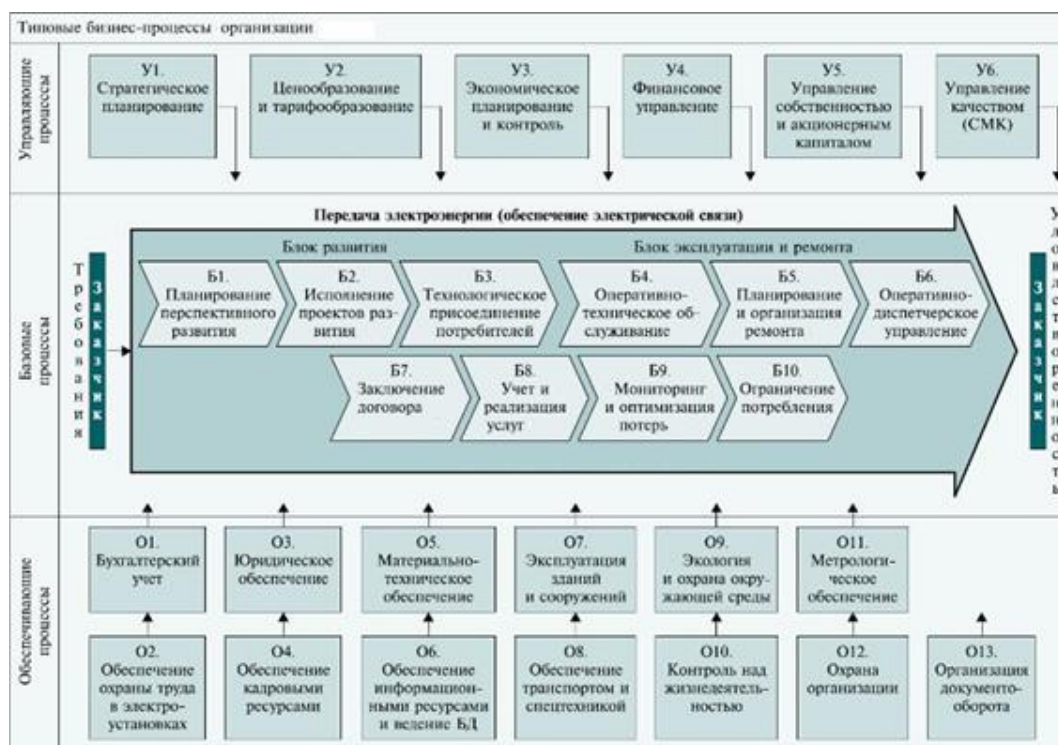 Типовые бизнес-процессы организации
Управляющие
процессы
У1.
Стратегическое
планирование
У2.
Ценообразование
и тарифообразование
У3.
Экономическое
планирование
и контроль
У4.
Финансовое
управление
У5.
Управление
собственностью
и акционерным
капиталом
У6.
Управление
качеством
(СМК)
Базовые
процессы
Требования
Заказчик
Передача электроэнергии (обеспечение электрической связи)
Блок развития
Блок эксплуатации и ремонта
Б1.
Планирование
перспективного
развития
Б2.
Исполнение
проектов раз-
вития
Б3.
Технологическое
присоединение
потребителей
Б4.
Оперативно-
техническое об-
служивание
Б5.
Планирование
и организация
ремонта
Б6.
Оперативно-
диспетчерское
управление
Б7.
Заключение
договора
Б8.
Учет и
реализация
услуг
Б9.
Мониторинг
и оптимизация
потерь
Б10.
Ограничение
потребления
Заказчик
Обеспечивающие
процессы
О1.
Бухгалтерский
учет
О3.
Юридическое
обеспечение
О5.
Материально-
техническое
обеспечение
О7.
Эксплуатация
зданий
и сооружений
О9.
Экология
и охрана окру-
жающей среды
О11.
Метрологи-
ческое
обеспечение
О2.
Обеспечение
охраны труда
в электро-
установках
О4.
Обеспечение
кадровыми
ресурсами
О6.
Обеспечение
информацион-
ными ресурсами
и ведение БД
О8.
Обеспечение
транспортом и
спецтехникой
О10.
Контроль над
жизнедеятель-
ностью
О12.
Охрана
организации
О13.
Организация
документо-
оборота